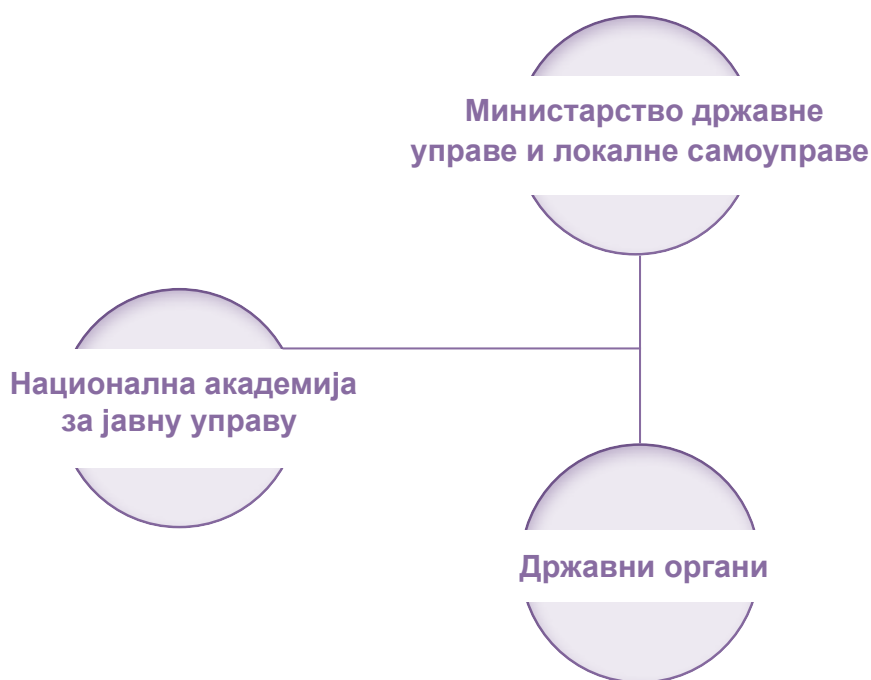 Министарство државне
управе и локалне самоуправе
Национална академија
за јавну управу
Државни органи